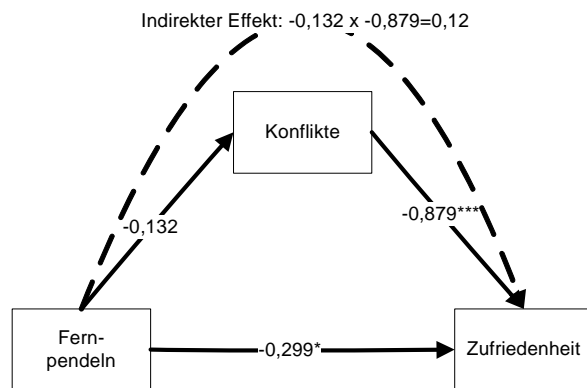 Indirekter Effekt: -0,132 x -0,879=0,12
Konflikte
-0,132
-0,879***
Fern-
pendeln
-0,299*
Zufriedenheit